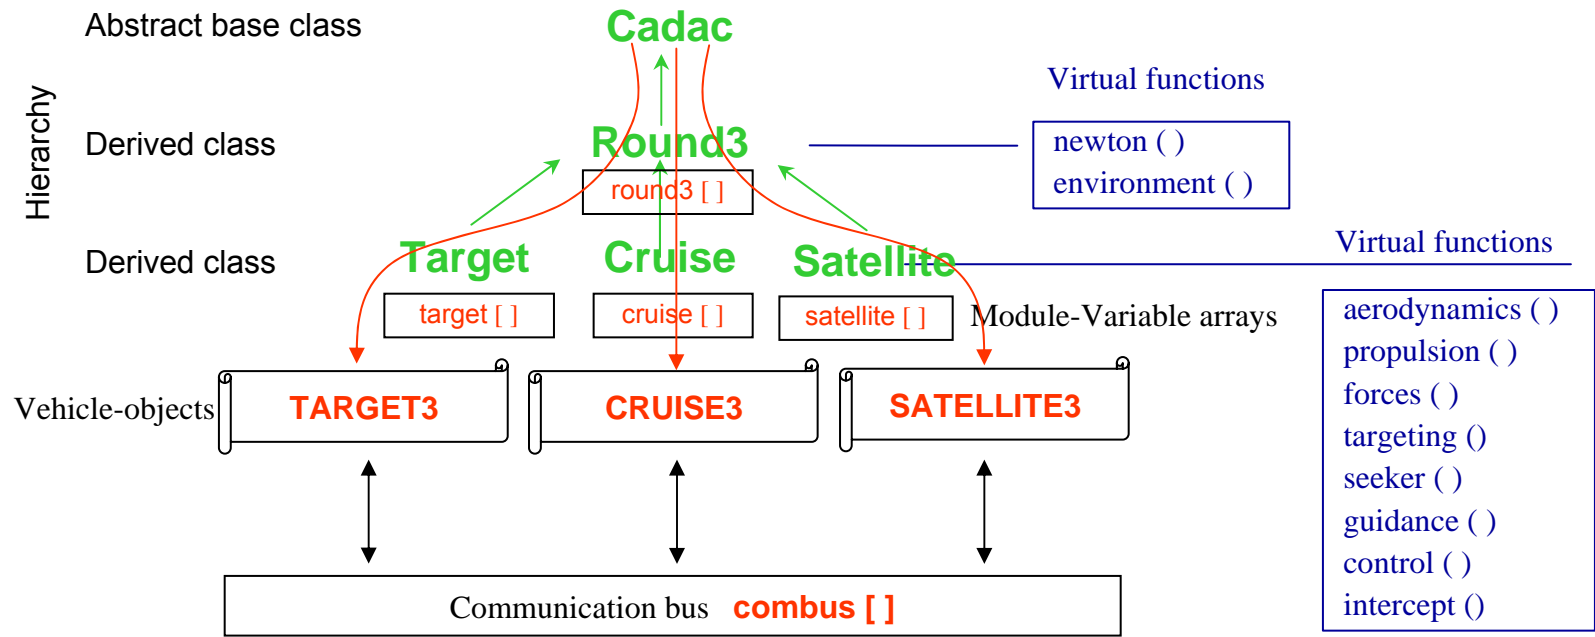 Abstract base class
Cadac
Hierarchy
Virtual functions
Derived class
Round3
newton ( )
environment ( )
round3 [ ]
Derived class
Target
Cruise
Satellite
Virtual functions
target [ ]
cruise [ ]
satellite [ ]
Module-Variable arrays
aerodynamics ( )
propulsion ( )
forces ( )
targeting ()
seeker ( )
guidance ( )
control ( )
intercept ()
Vehicle-objects
TARGET3
CRUISE3
SATELLITE3
Communication bus combus [ ]